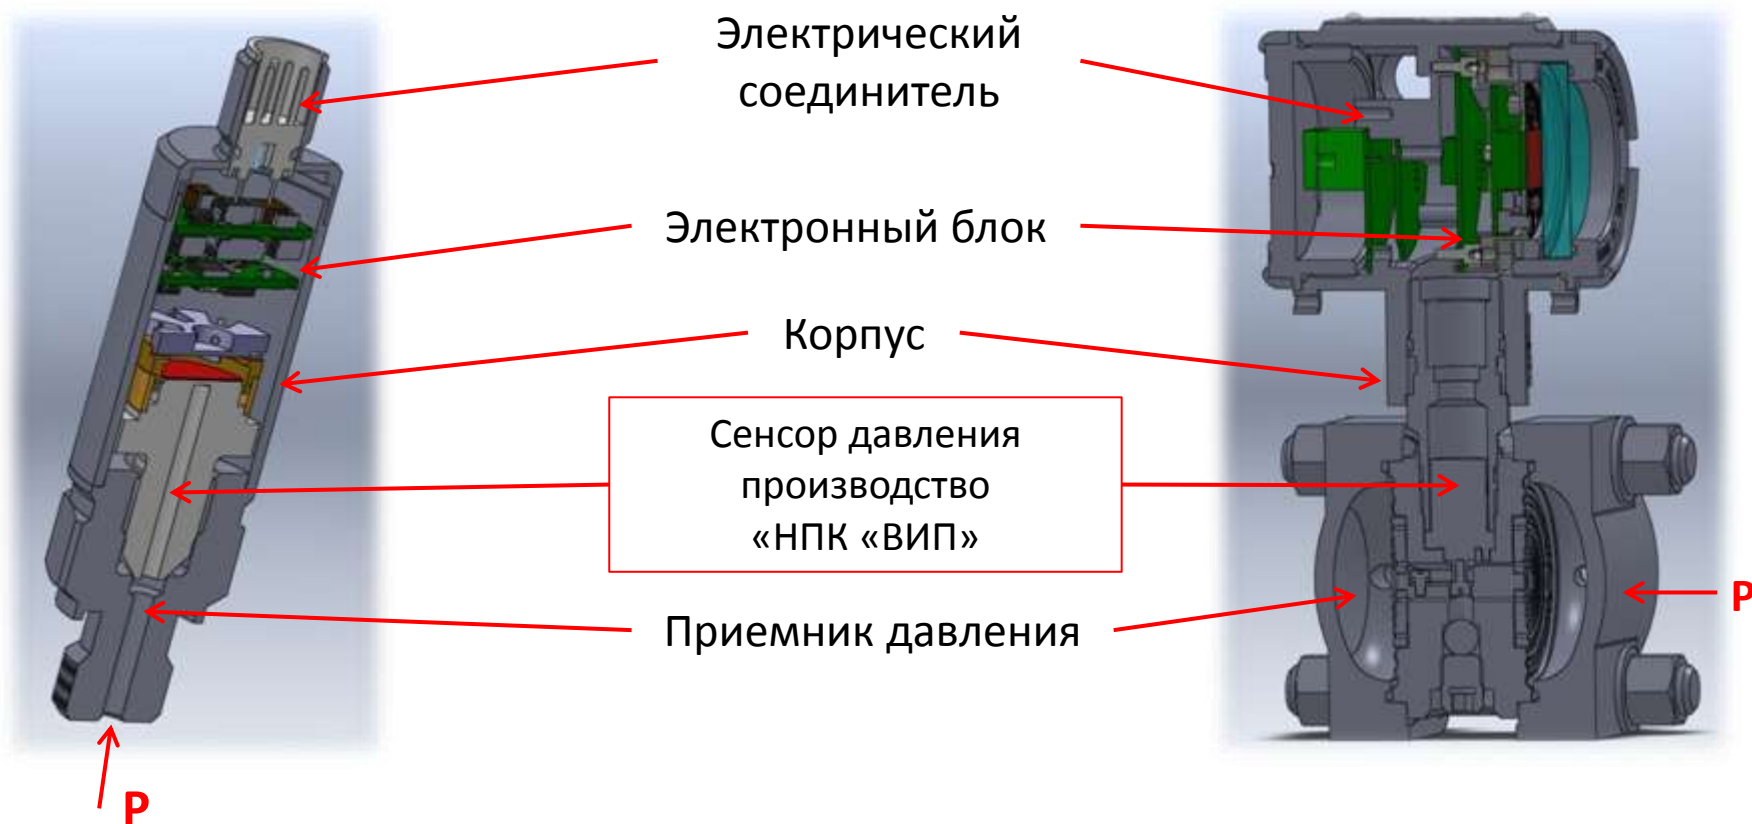 Электрический
соединитель
Электронный блок
Корпус
Сенсор давления
производство
«НПК «ВИП»
Приемник давления
P
P